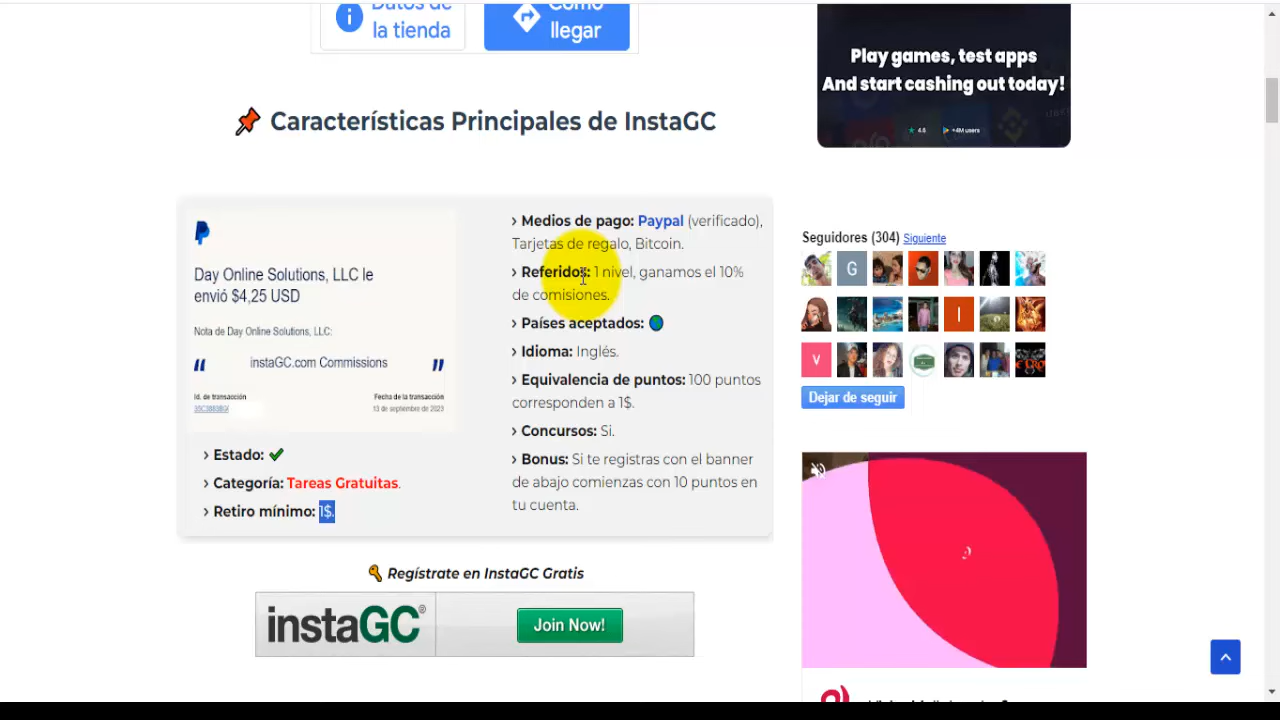 Datos de
la tienda
Cómo
llegar
Play games, test apps
And start cashing out today!
4.6
+4M users
Características Principales de InstaGC
Day Online Solutions, LLC le
envió $4,25 USD
Nota de Day Online Solutions, LLC:
“ instaGC.com Commissions ”
Id. de transacción
Fecha de la transacción
13 de septiembre de 2023
› Estado:
› Categoría: Tareas Gratuitas.
› Retiro mínimo: 1$.
› Medios de pago: Paypal (verificado),
Tarjetas de regalo, Bitcoin.
› Referidos: 1 nivel, ganamos el 10%
de comisiones.
› Países aceptados:
› Idioma: Inglés.
› Equivalencia de puntos: 100 puntos
corresponden a 1$.
› Concursos: Si.
› Bonus: Si te registras con el banner
de abajo comienzas con 10 puntos en
tu cuenta.
Regístrate en InstaGC Gratis
instaGC®
Join Now!
Seguidores (304) Siguiente
G
I
V
Dejar de seguir